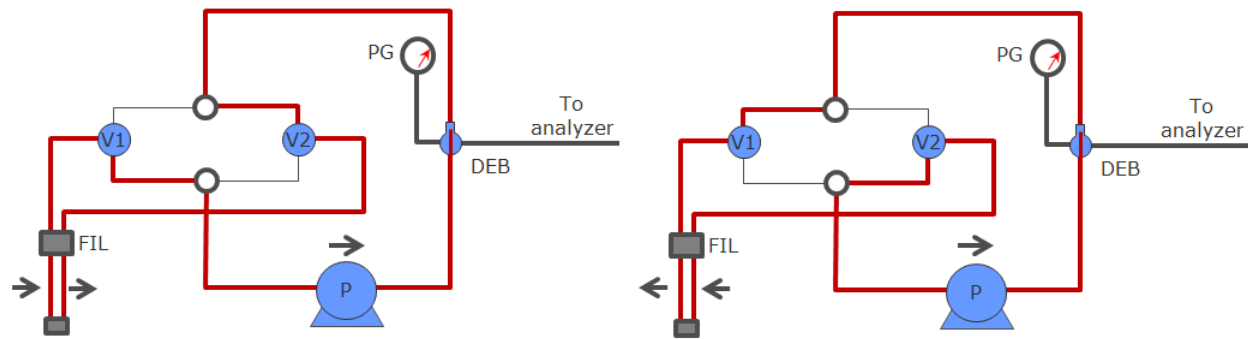 PG
To
analyzer
V1
V2
DEB
FIL
P
PG
To
analyzer
V1
V2
DEB
FIL
P